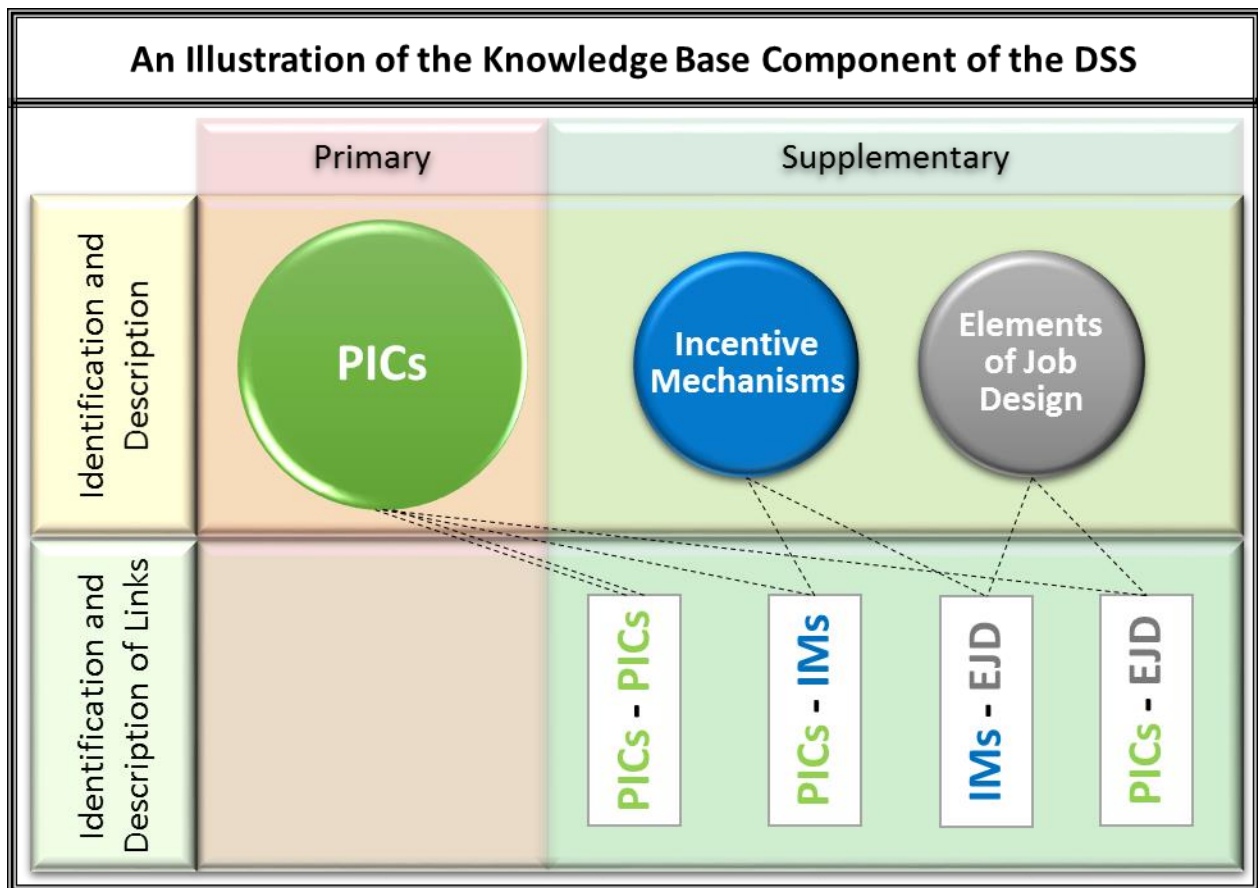 An Illustration of the Knowledge Base Component of the DSS
Primary
Supplementary
Identification and
Description
PICs
Incentive
Mechanisms
Elements
of Job
Design
Identification and
Description of Links
PICs - PICs
PICs - IMs
IMs - EJD
PICs - EJD